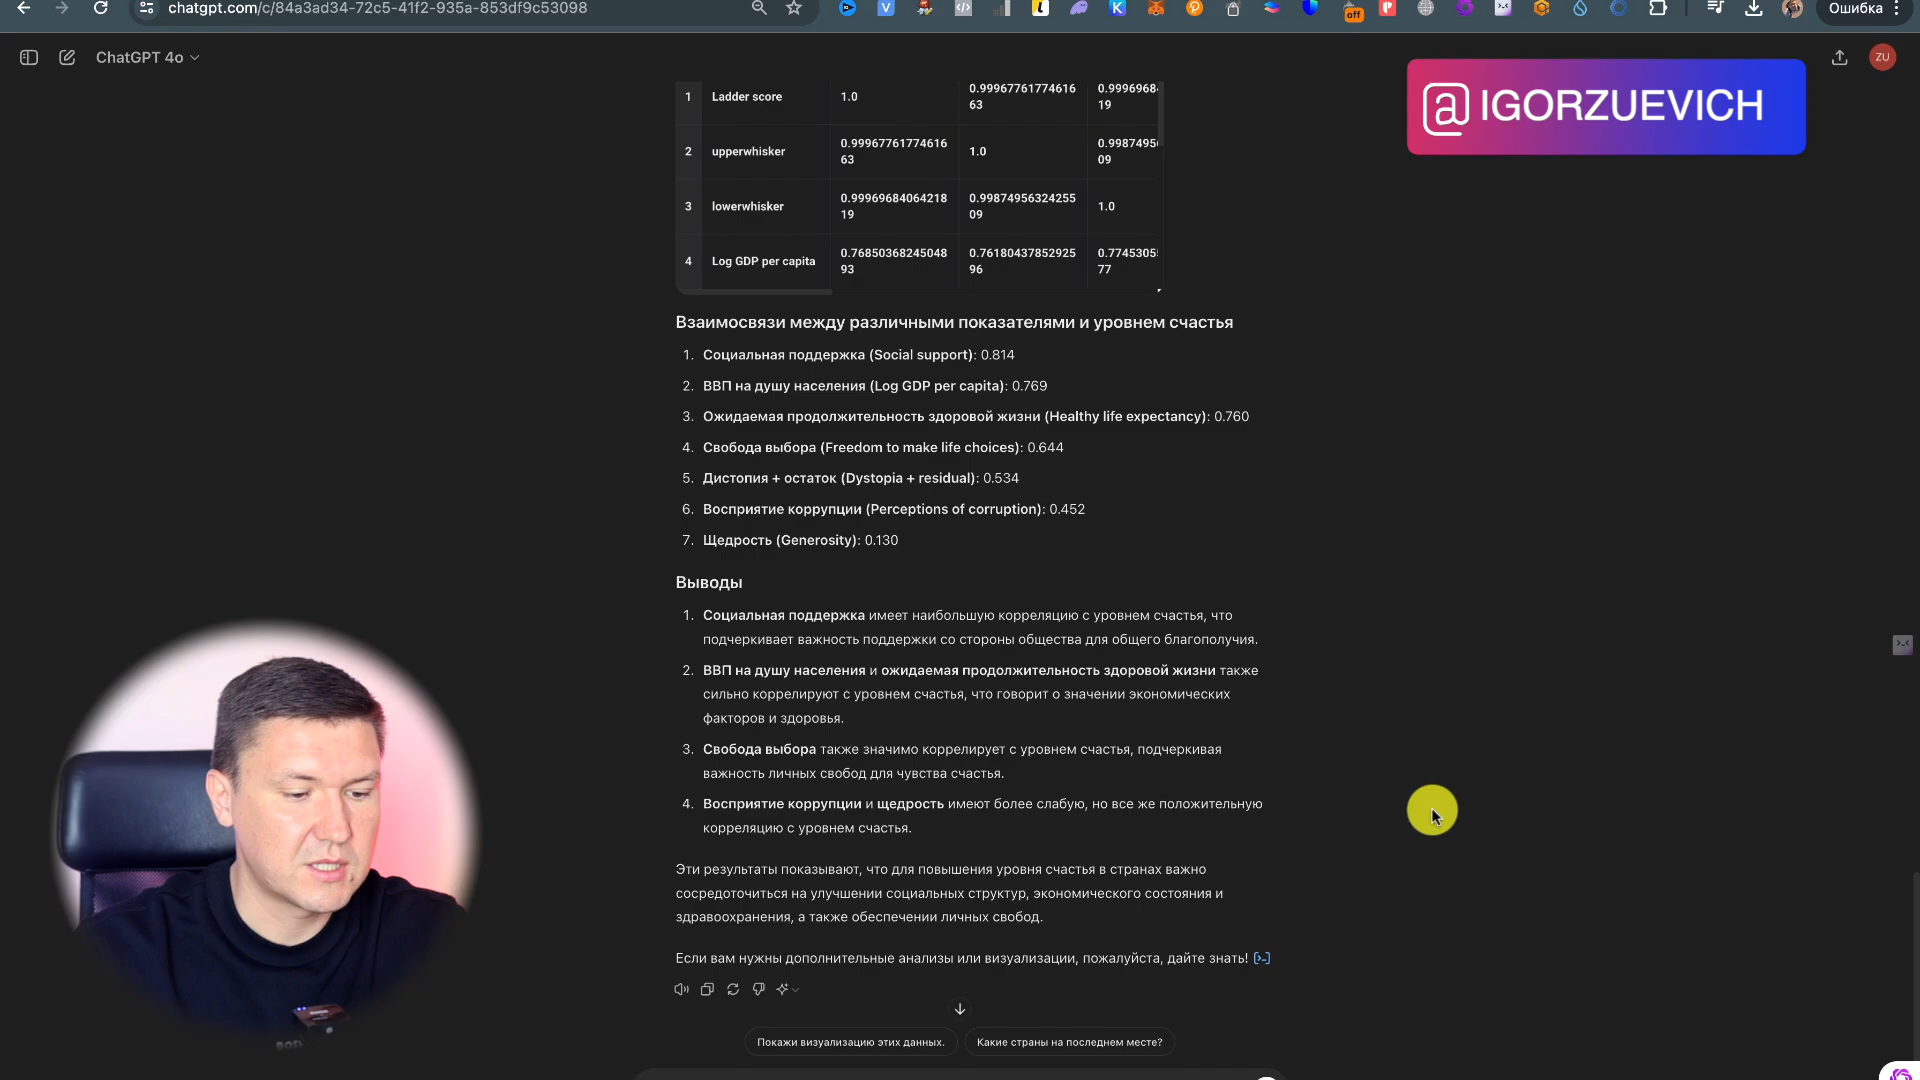 chatgpt.com/c/84a3ad34-72c5-41f2-935a-853df9c53098
off
Ошибка
ChatGPT 4o
ZU
@IGORZUEVICH
1 Ladder score 1.0 0.99967761774616 0.9996968
63 19
2 upperwhisker 0.99967761774616 1.0 0.9987495
63 09
3 lowerwhisker 0.99969684064218 0.99874956324255 1.0
19 09
4 Log GDP per capita 0.76850368245048 0.76180437852925 0.7745305
93 96 77
Взаимосвязи между различными показателями и уровнем счастья
1. Социальная поддержка (Social support): 0.814
2. ВВП на душу населения (Log GDP per capita): 0.769
3. Ожидаемая продолжительность здоровой жизни (Healthy life expectancy): 0.760
4. Свобода выбора (Freedom to make life choices): 0.644
5. Дистопия + остаток (Dystopia + residual): 0.534
6. Восприятие коррупции (Perceptions of corruption): 0.452
7. Щедрость (Generosity): 0.130
Выводы
1. Социальная поддержка имеет наибольшую корреляцию с уровнем счастья, что
подчеркивает важность поддержки со стороны общества для общего благополучия.
2. ВВП на душу населения и ожидаемая продолжительность здоровой жизни также
сильно коррелируют с уровнем счастья, что говорит о значении экономических
факторов и здоровья.
3. Свобода выбора также значимо коррелирует с уровнем счастья, подчеркивая
важность личных свобод для чувства счастья.
4. Восприятие коррупции и щедрость имеют более слабую, но все же положительную
корреляцию с уровнем счастья.
Эти результаты показывают, что для повышения уровня счастья в странах важно
сосредоточиться на улучшении социальных структур, экономического состояния и
здравоохранения, а также обеспечении личных свобод.
Если вам нужны дополнительные анализы или визуализации, пожалуйста, дайте знать!
Покажи визуализацию этих данных.
Какие страны на последнем месте?